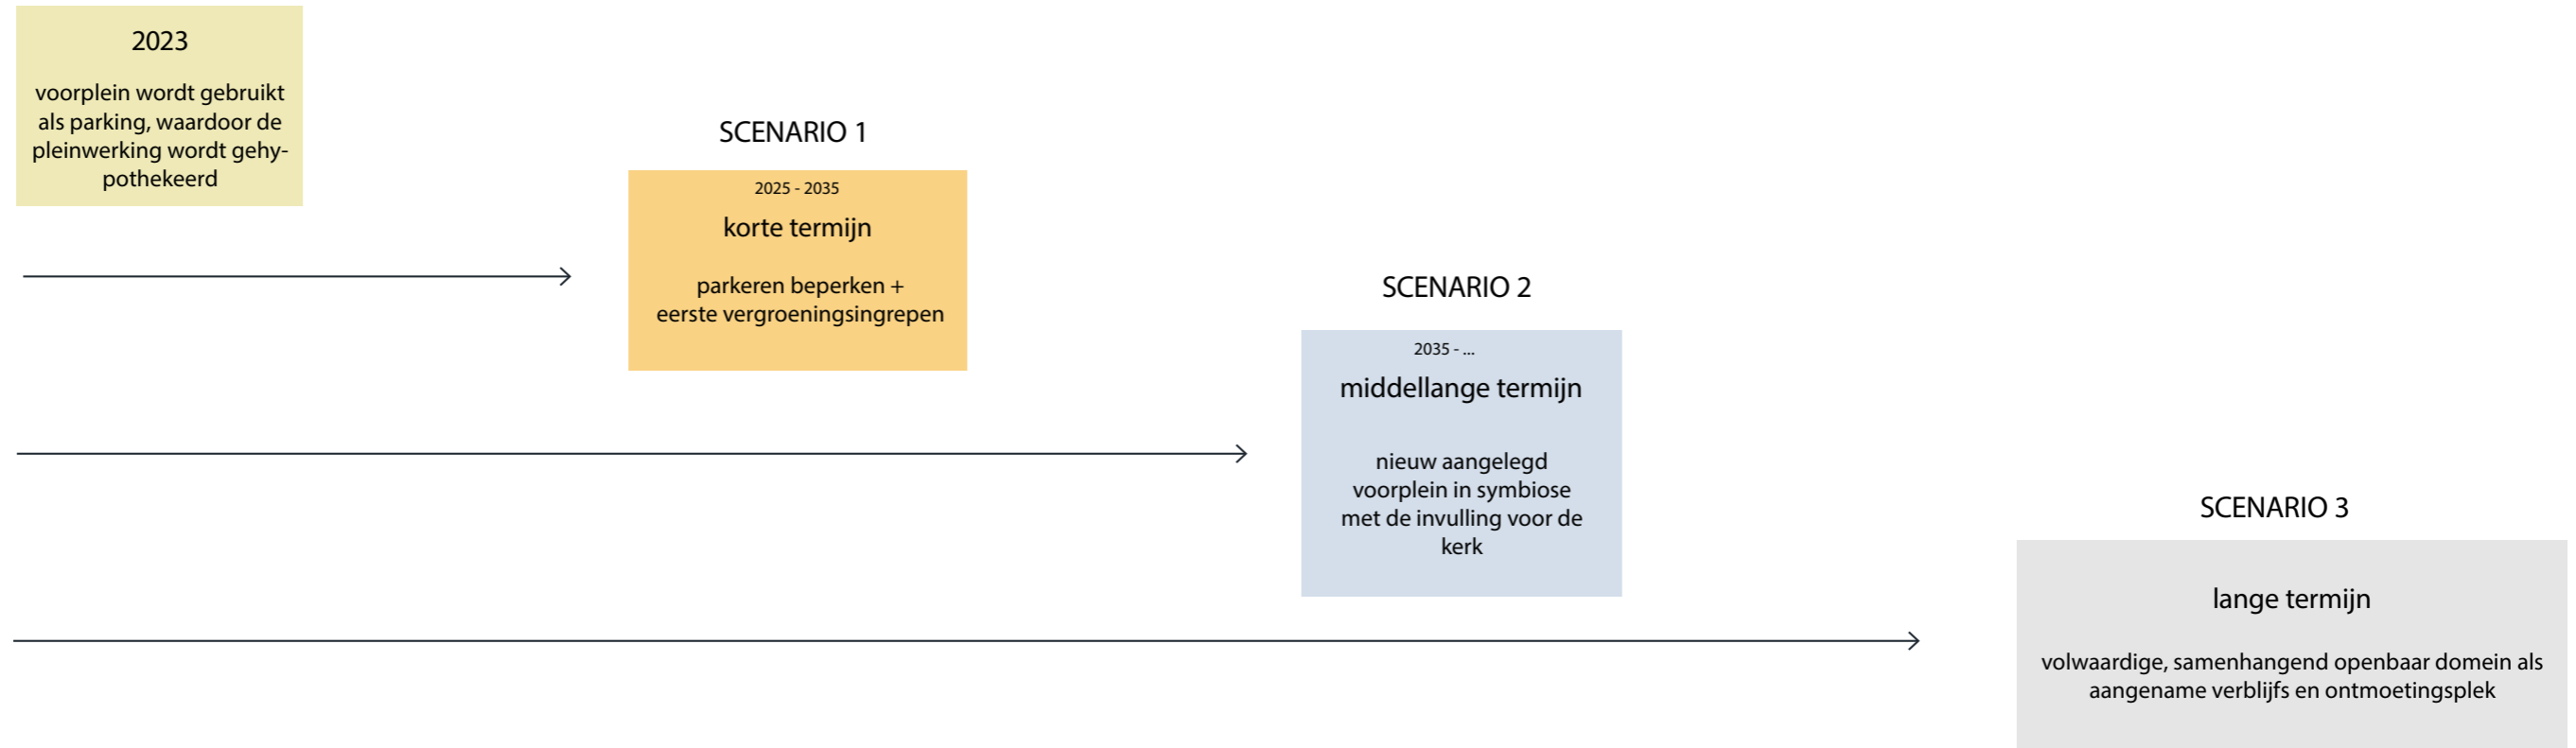 2023
voorplein wordt gebruikt
als parking, waardoor de
pleinwerking wordt gehy-
pothekeerd
SCENARIO 1
2025 - 2035
korte termijn
parkeren beperken +
eerste vergroeningsingrepen
SCENARIO 2
2035 - ...
middellange termijn
nieuw aangelegd
voorplein in symbiose
met de invulling voor de
kerk
SCENARIO 3
lange termijn
volwaardige, samenhangend openbaar domein als
aangename verblijfs en ontmoetingsplek